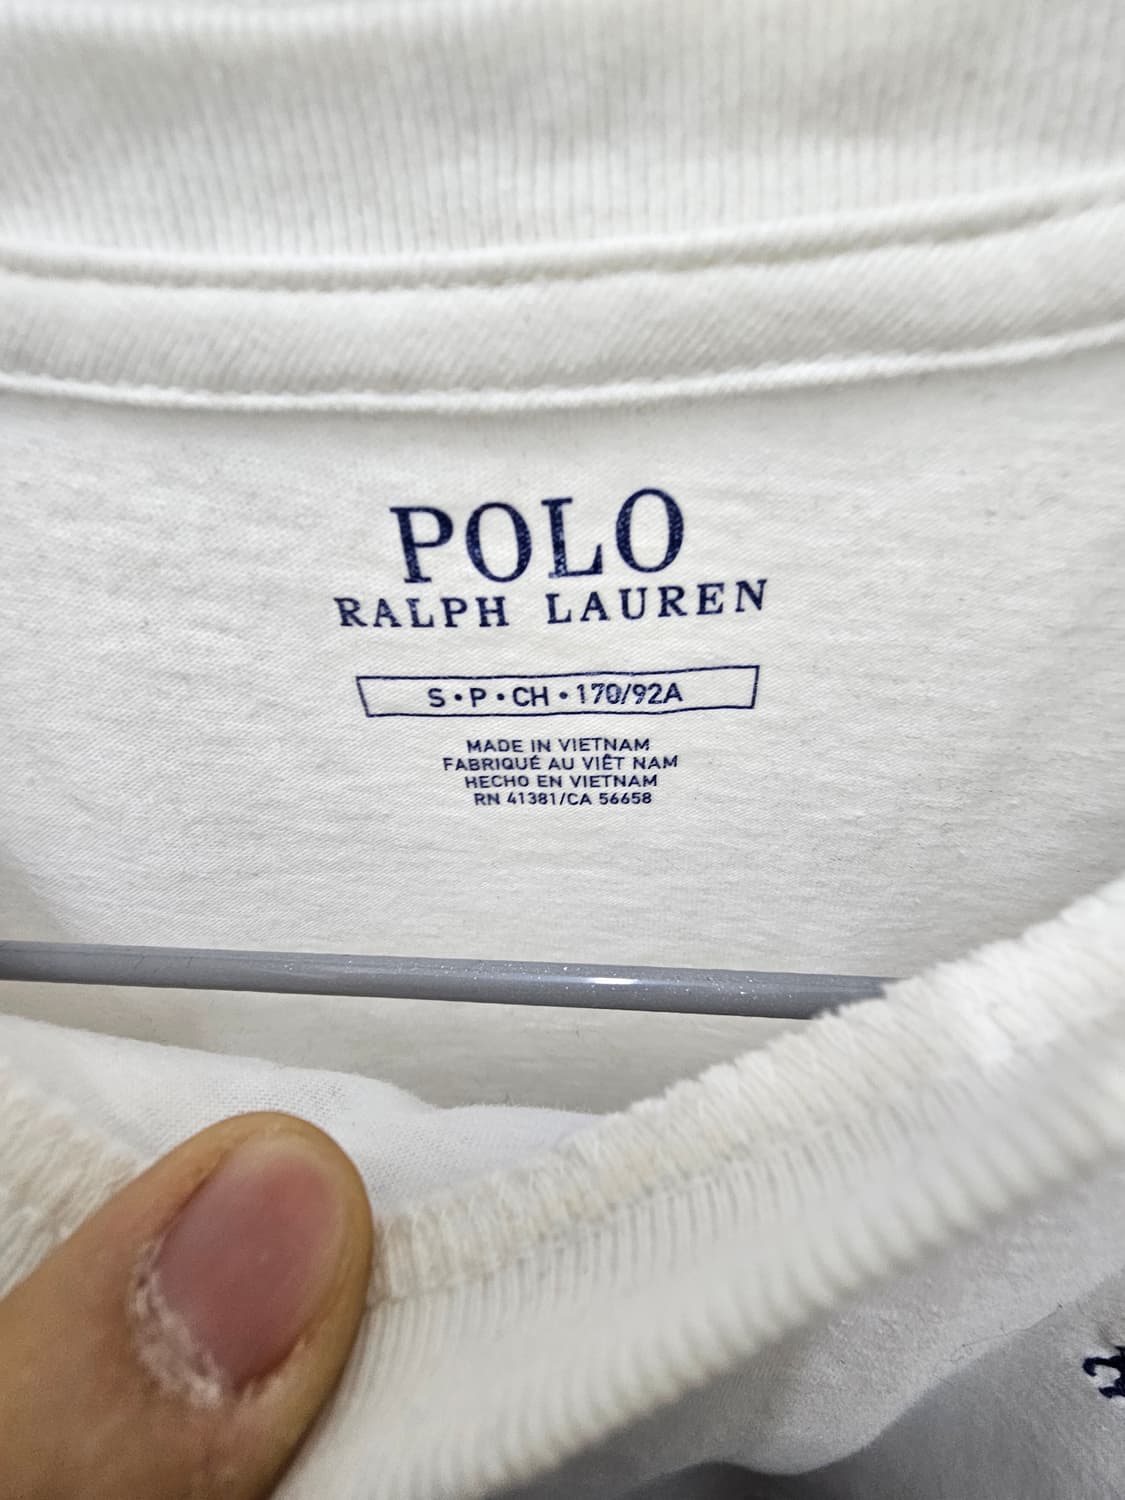 POLO
RALPH LAUREN
S • P • CH • 170/92A
MADE IN VIETNAM
FABRIQUÉ AU VIÊT NAM
HECHO EN VIETNAM
RN 41381/CA 56658